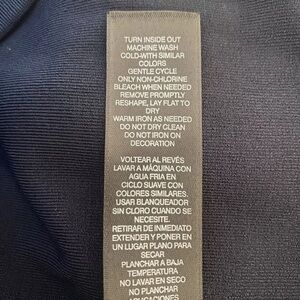 TURN INSIDE OUT
MACHINE WASH
COLD-WITH SIMILAR
COLORS
GENTLE CYCLE
ONLY NON-CHLORINE
BLEACH WHEN NEEDED
REMOVE PROMPTLY
RESHAPE, LAY FLAT TO
DRY
WARM IRON AS NEEDED
DO NOT DRY CLEAN
DO NOT IRON ON
DECORATION
VOLTEAR AL REVÉS
LAVAR A MÁQUINA CON
AGUA FRIA EN
CICLO SUAVE CON
COLORES SIMILARES.
USAR BLANQUEADOR
SIN CLORO CUANDO SE
NECESITE.
RETIRAR DE INMEDIATO
EXTENDER Y PONER EN
UN LUGAR PLANO PARA
SECAR
PLANCHAR A BAJA
TEMPERATURA
NO LAVAR EN SECO
NO PLANCHAR
APLICACIONES